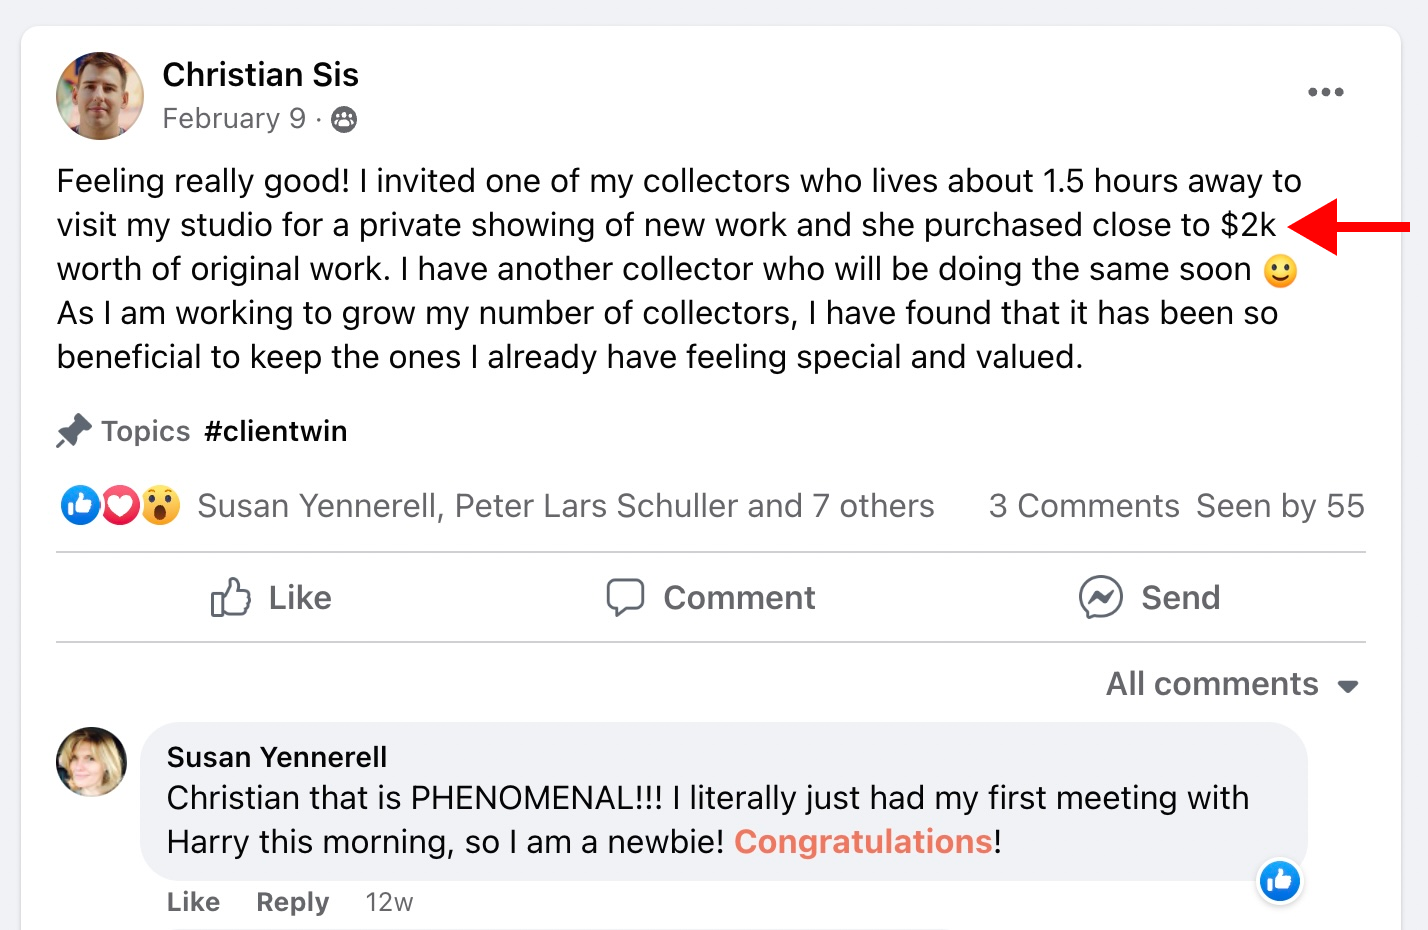 Christian Sis
February 9 ·
Feeling really good! I invited one of my collectors who lives about 1.5 hours away to
visit my studio for a private showing of new work and she purchased close to $2k
worth of original work. I have another collector who will be doing the same soon 🙂
As I am working to grow my number of collectors, I have found that it has been so
beneficial to keep the ones I already have feeling special and valued.
Topics #clientwin
Susan Yennerell, Peter Lars Schuller and 7 others 3 Comments Seen by 55
Like Comment Send
All comments
Susan Yennerell
Christian that is PHENOMENAL!!! I literally just had my first meeting with
Harry this morning, so I am a newbie! Congratulations!
Like Reply 12w